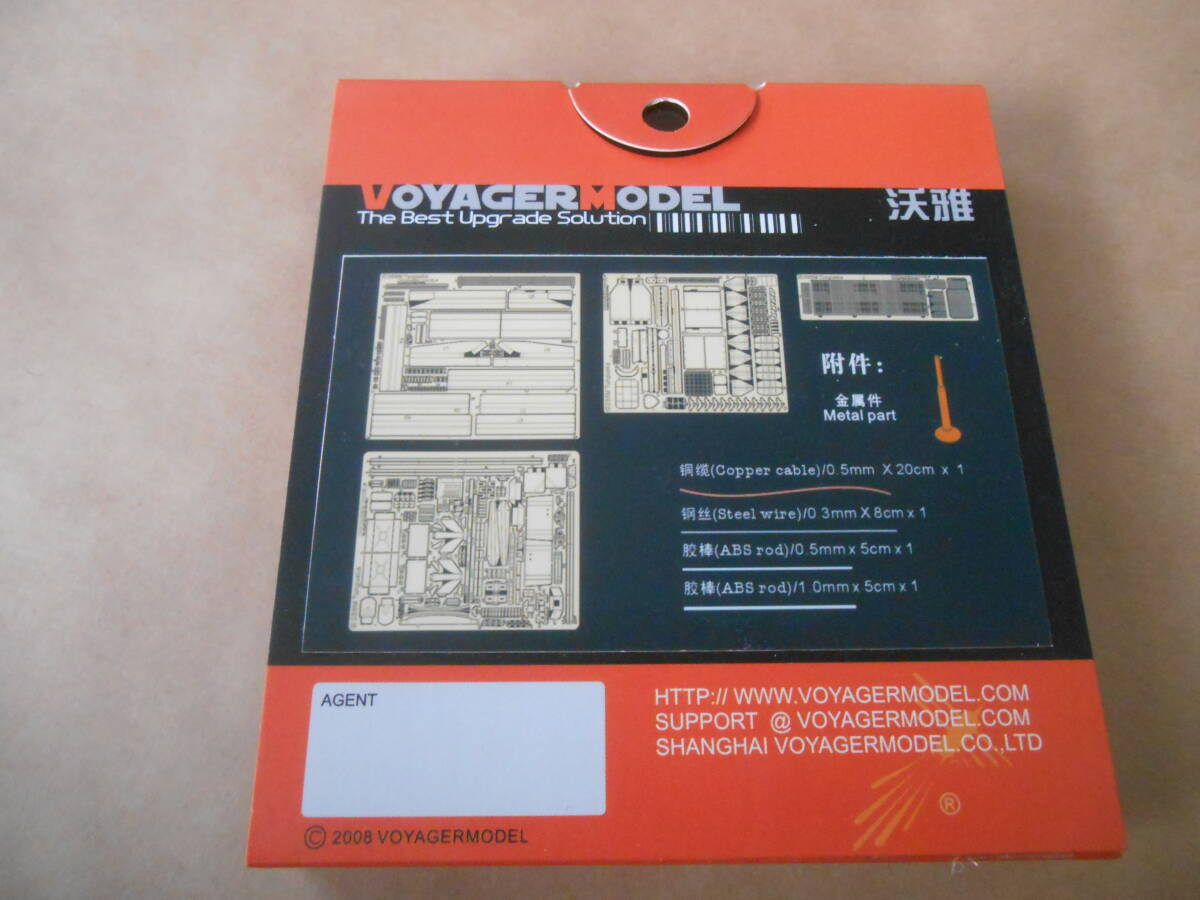 VOYAGERMODEL
沃雅
The Best Upgrade Solution
附件:
金属件
Metal part
铜缆(Copper cable)/0.5mm X 20cm x 1
钢丝(Steel wire)/0.3mm X 8cm x 1
胶棒(ABS rod)/0.5mm x 5cm x 1
胶棒(ABS rod)/1.0mm x 5cm x 1
AGENT
HTTP:// WWW.VOYAGERMODEL.COM
SUPPORT @ VOYAGERMODEL.COM
SHANGHAI VOYAGERMODEL.CO.,LTD
®
© 2008 VOYAGERMODEL